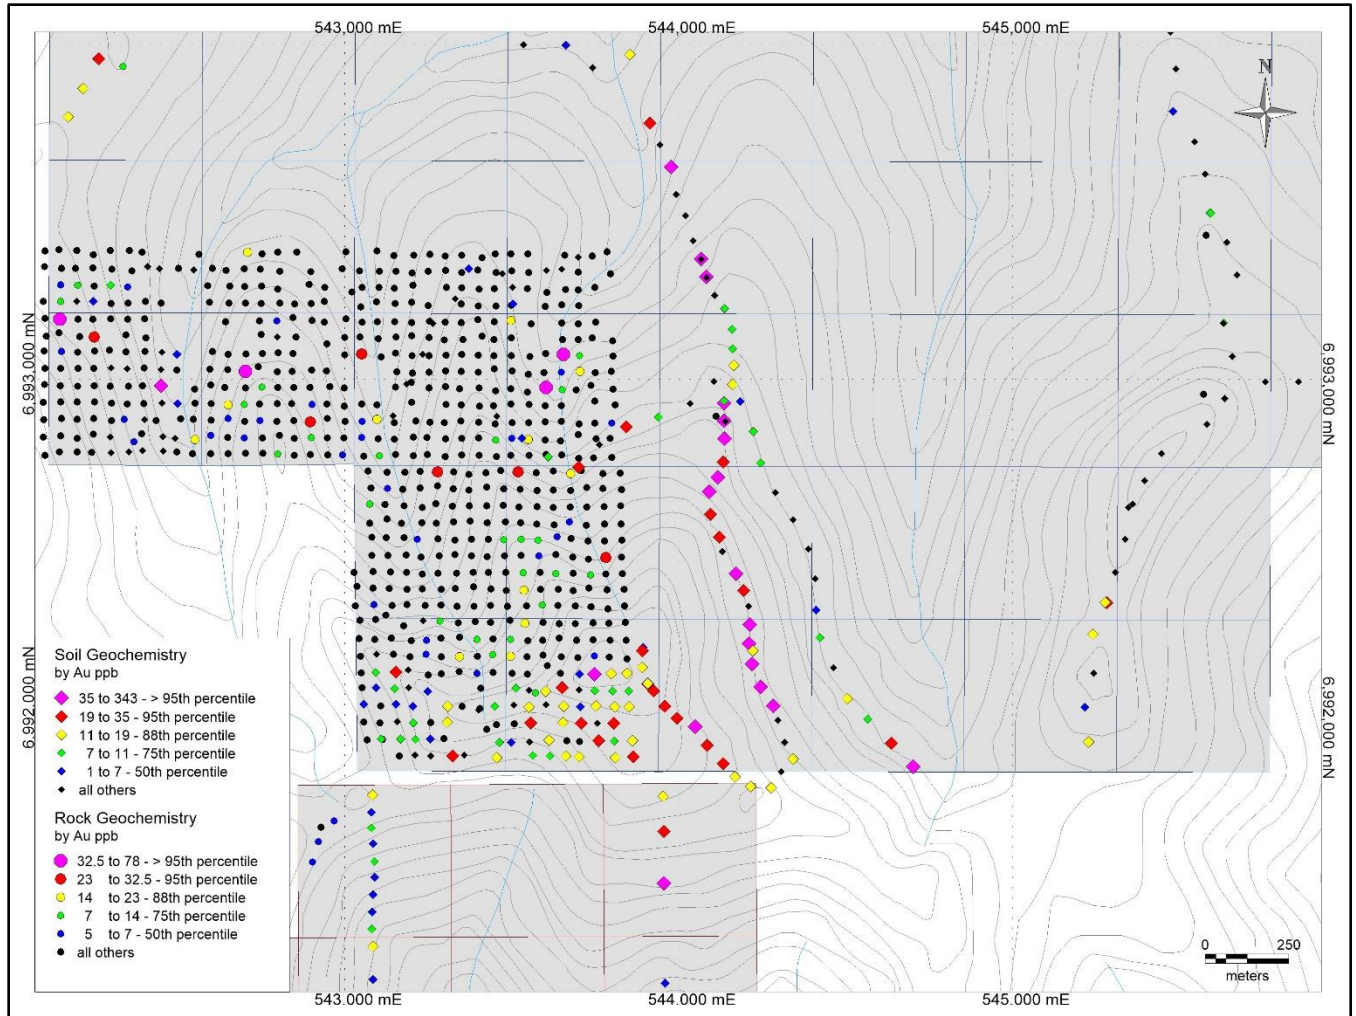 543,000 mE 544,000 mE 545,000 mE
N
6,993,000 mN
6,993,000 mN
6,992,000 mN
6,992,000 mN
Soil Geochemistry
by Au ppb
35 to 343 - > 95th percentile
19 to 35 - 95th percentile
11 to 19 - 88th percentile
7 to 11 - 75th percentile
1 to 7 - 50th percentile
all others
Rock Geochemistry
by Au ppb
32.5 to 78 - > 95th percentile
23 to 32.5 - 95th percentile
14 to 23 - 88th percentile
7 to 14 - 75th percentile
5 to 7 - 50th percentile
all others
0 250
meters
543,000 mE 544,000 mE 545,000 mE